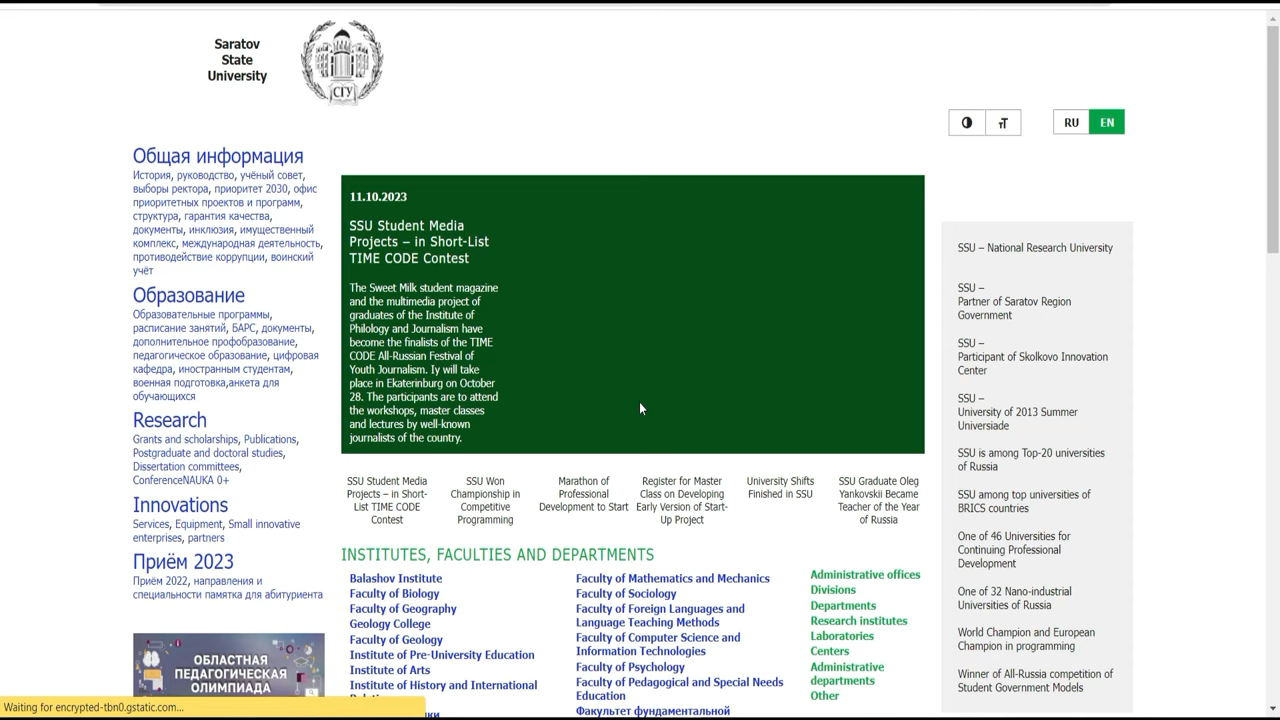 Saratov
State
University
СГУ
RU
EN
Общая информация
История, руководство, учёный совет,
выборы ректора, приоритет 2030, офис
приоритетных проектов и программ,
структура, гарантия качества,
документы, инклюзия, имущественный
комплекс, международная деятельность,
противодействие коррупции, воинский
учёт
Образование
Образовательные программы,
расписание занятий, БАРС, документы,
дополнительное профобразование,
педагогическое образование, цифровая
кафедра, иностранным студентам,
военная подготовка,анкета для
обучающихся
Research
Grants and scholarships, Publications,
Postgraduate and doctoral studies,
Dissertation committees,
ConferenceNAUKA 0+
Innovations
Services, Equipment, Small innovative
enterprises, partners
Приём 2023
Приём 2022, направления и
специальности памятка для абитуриента
ОБЛАСТНАЯ
ПЕДАГОГИЧЕСКАЯ
ОЛИМПИАДА
11.10.2023
SSU Student Media
Projects – in Short-List
TIME CODE Contest
The Sweet Milk student magazine
and the multimedia project of
graduates of the Institute of
Philology and Journalism have
become the finalists of the TIME
CODE All-Russian Festival of
Youth Journalism. Iy will take
place in Ekaterinburg on October
28. The participants are to attend
the workshops, master classes
and lectures by well-known
journalists of the country.
SSU Student Media
Projects – in Short-
List TIME CODE
Contest
SSU Won
Championship in
Competitive
Programming
Marathon of
Professional
Development to Start
Register for Master
Class on Developing
Early Version of Start-
Up Project
University Shifts
Finished in SSU
SSU Graduate Oleg
Yankovskii Became
Teacher of the Year
of Russia
INSTITUTES, FACULTIES AND DEPARTMENTS
Balashov Institute
Faculty of Biology
Faculty of Geography
Geology College
Faculty of Geology
Institute of Pre-University Education
Institute of Arts
Institute of History and International
Faculty of Mathematics and Mechanics
Faculty of Sociology
Faculty of Foreign Languages and
Language Teaching Methods
Faculty of Computer Science and
Information Technologies
Faculty of Psychology
Faculty of Pedagogical and Special Needs
Education
Факультет фундаментальной
Administrative offices
Divisions
Departments
Research institutes
Laboratories
Centers
Administrative
departments
Other
SSU – National Research University
SSU –
Partner of Saratov Region
Government
SSU –
Participant of Skolkovo Innovation
Center
SSU –
University of 2013 Summer
Universiade
SSU is among Top-20 universities
of Russia
SSU among top universities of
BRICS countries
One of 46 Universities for
Continuing Professional
Development
One of 32 Nano-industrial
Universities of Russia
World Champion and European
Champion in programming
Winner of All-Russia competition of
Student Government Models
Waiting for encrypted-tbn0.gstatic.com...